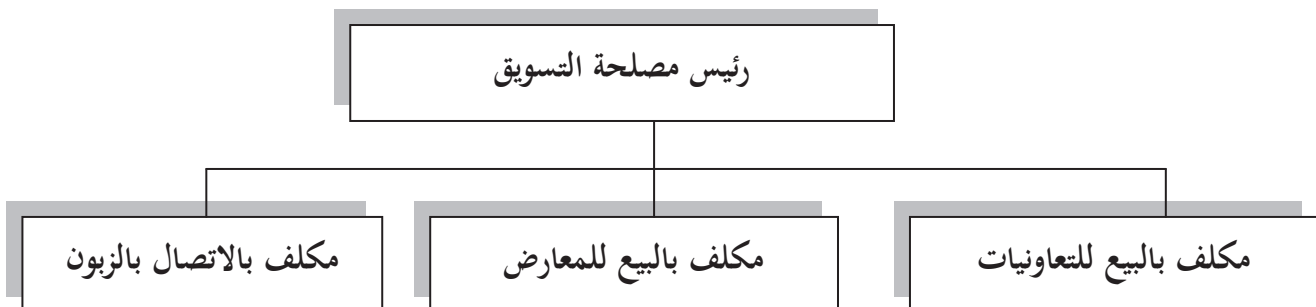 رئيس مصلحة التسويق
مكلف بالبيع للتعاونيات
مكلف بالبيع للمعارض
مكلف بالاتصال بالزبون